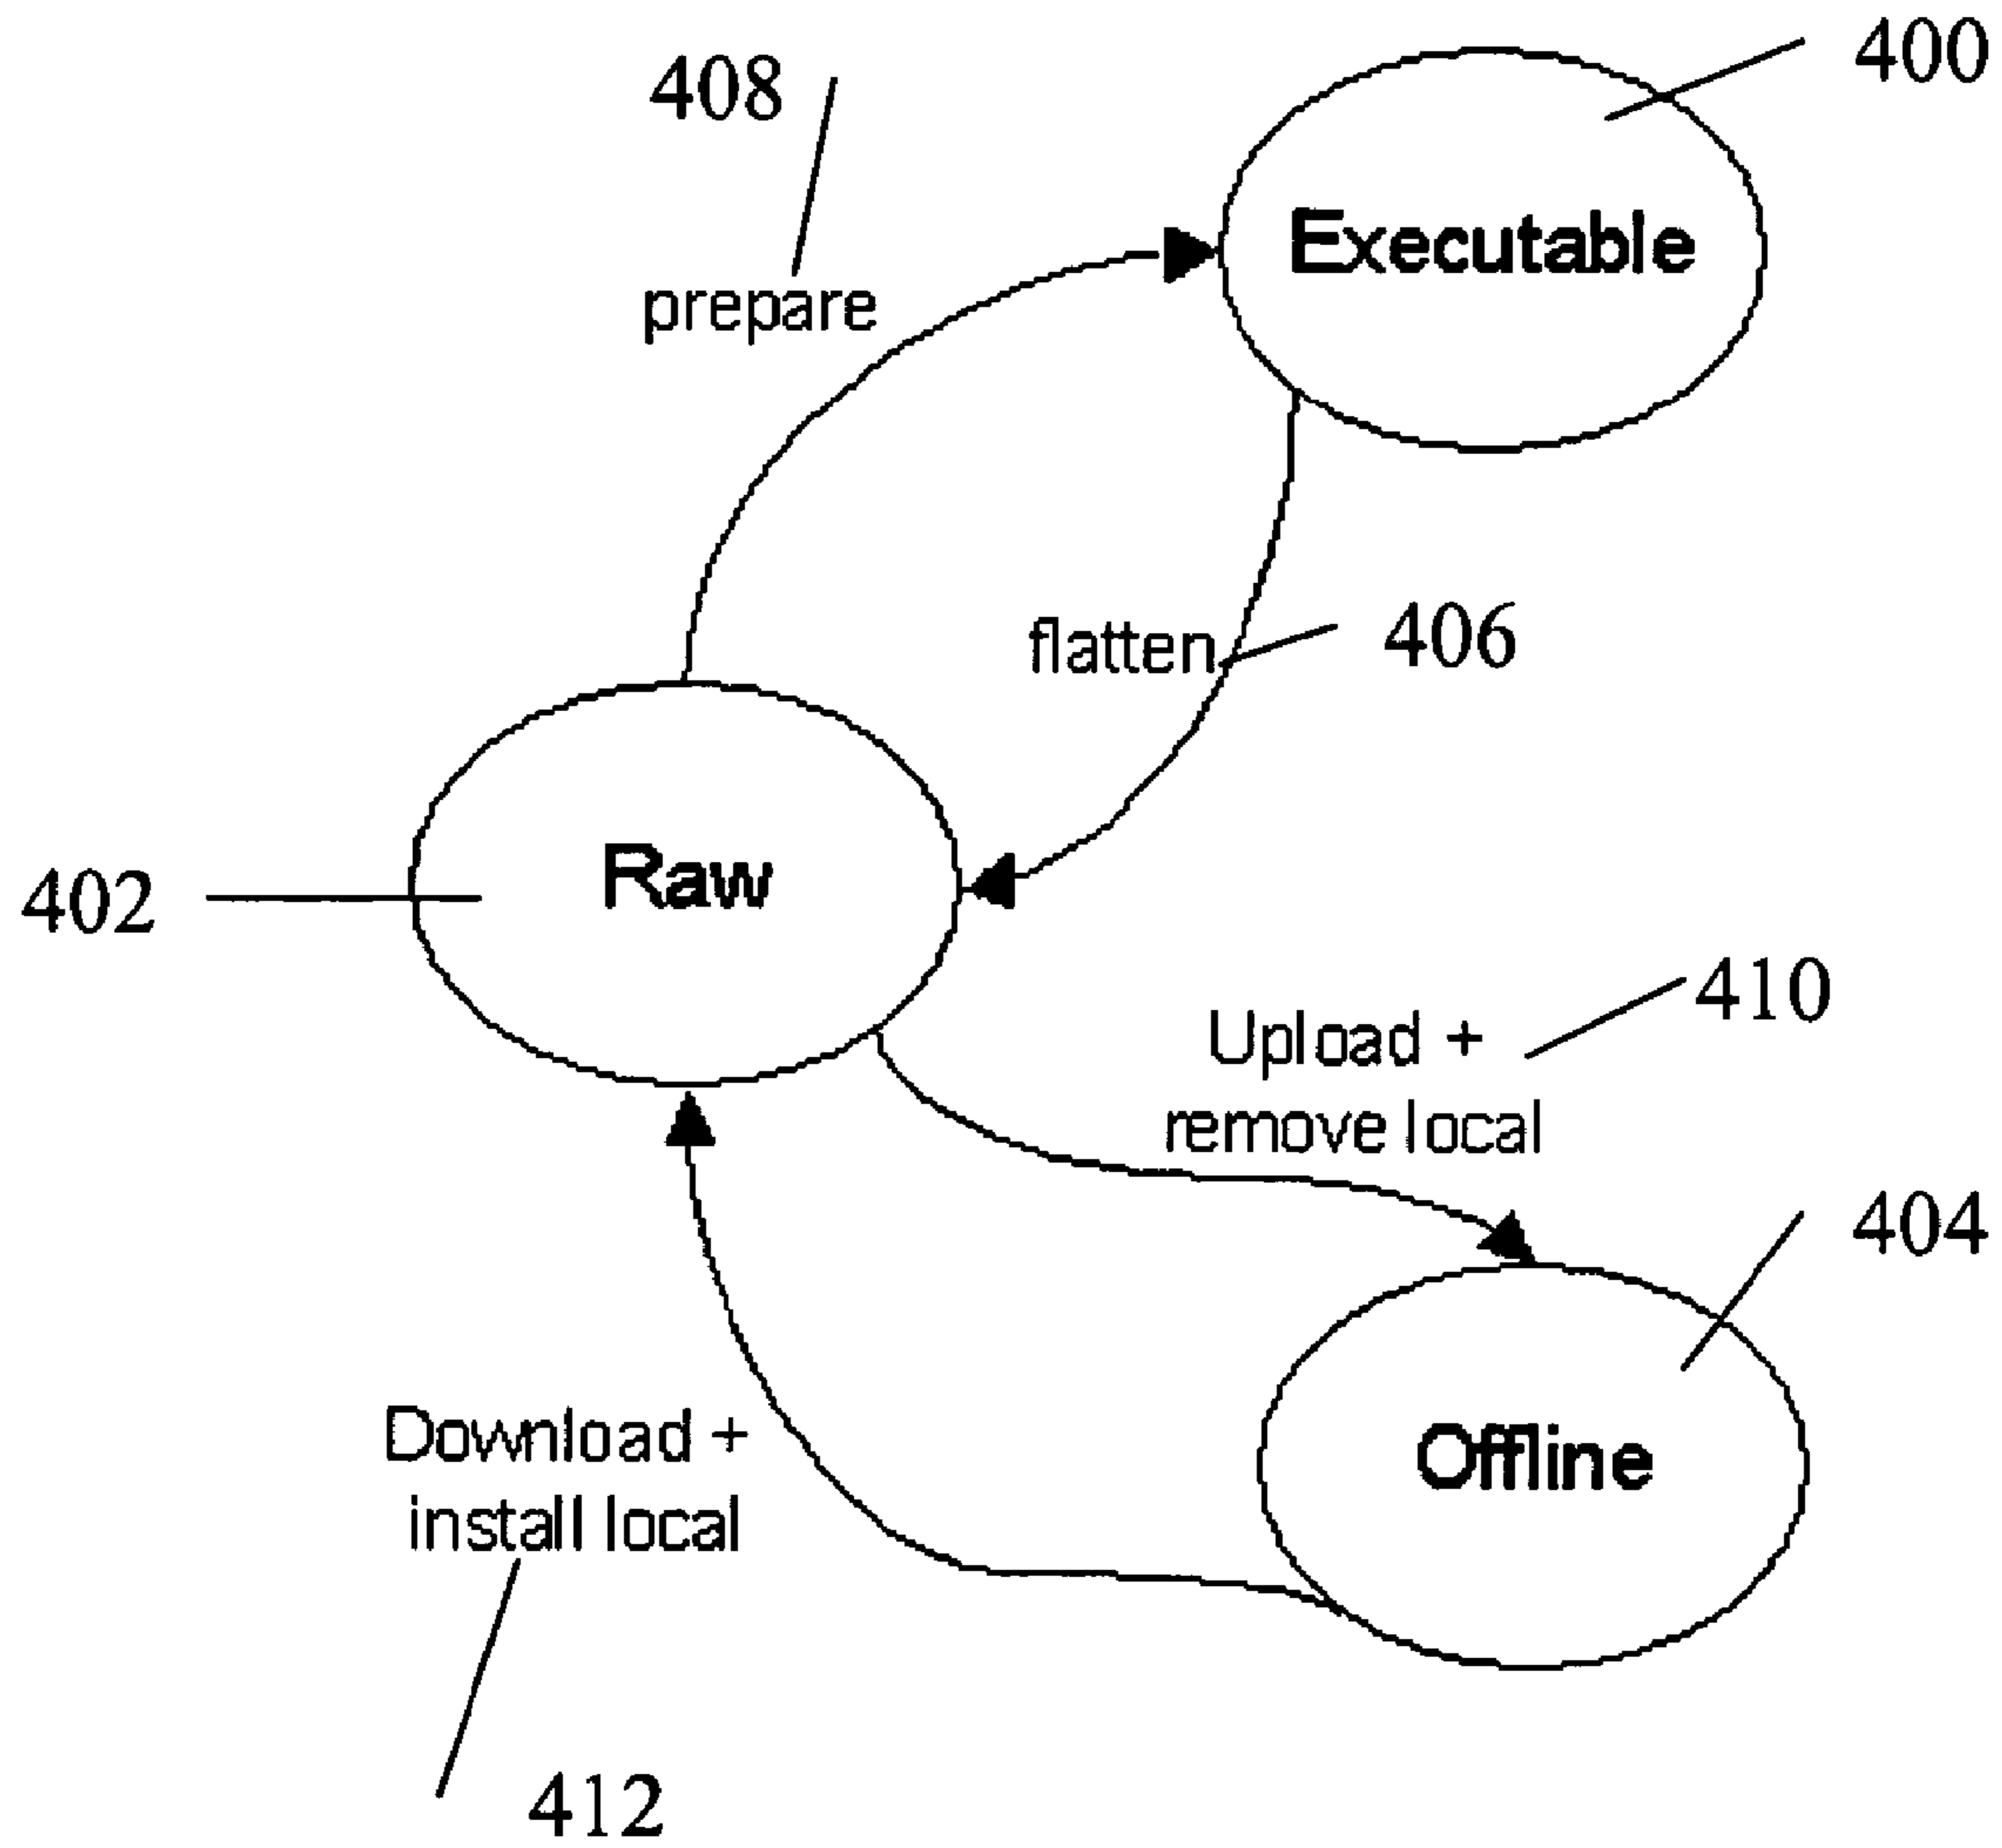 400
408
Executable
prepare
406
flatten
Raw
402
410
Upload +
remove local
404
Download +
install local
Offline
412